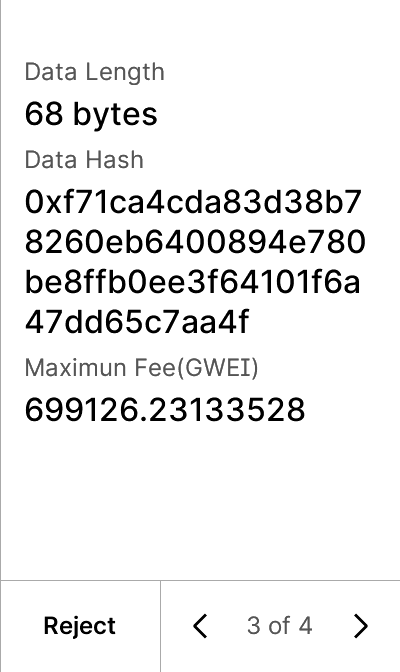 Data Length
68 bytes
Data Hash
0xf71ca4cda83d38b7
8260eb6400894e780
be8ffb0ee3f64101f6a
47dd65c7aa4f
Maximun Fee(GWEI)
699126.23133528
Reject
3 of 4